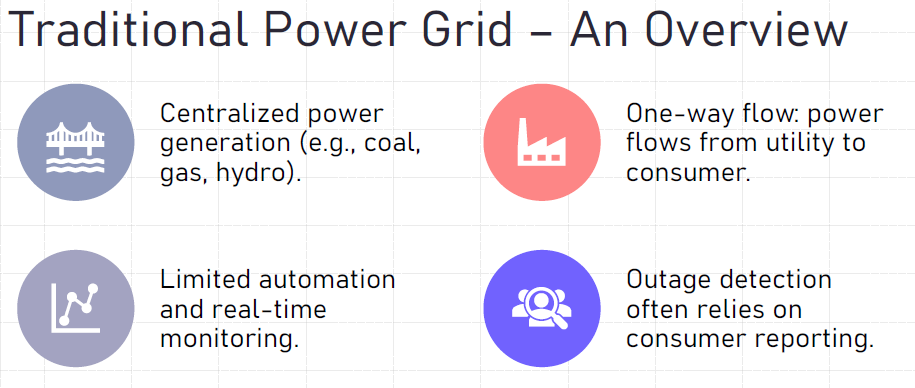 Traditional Power Grid – An Overview
Centralized power
generation (e.g., coal,
gas, hydro).
One-way flow: power
flows from utility to
consumer.
Limited automation
and real-time
monitoring.
Outage detection
often relies on
consumer reporting.